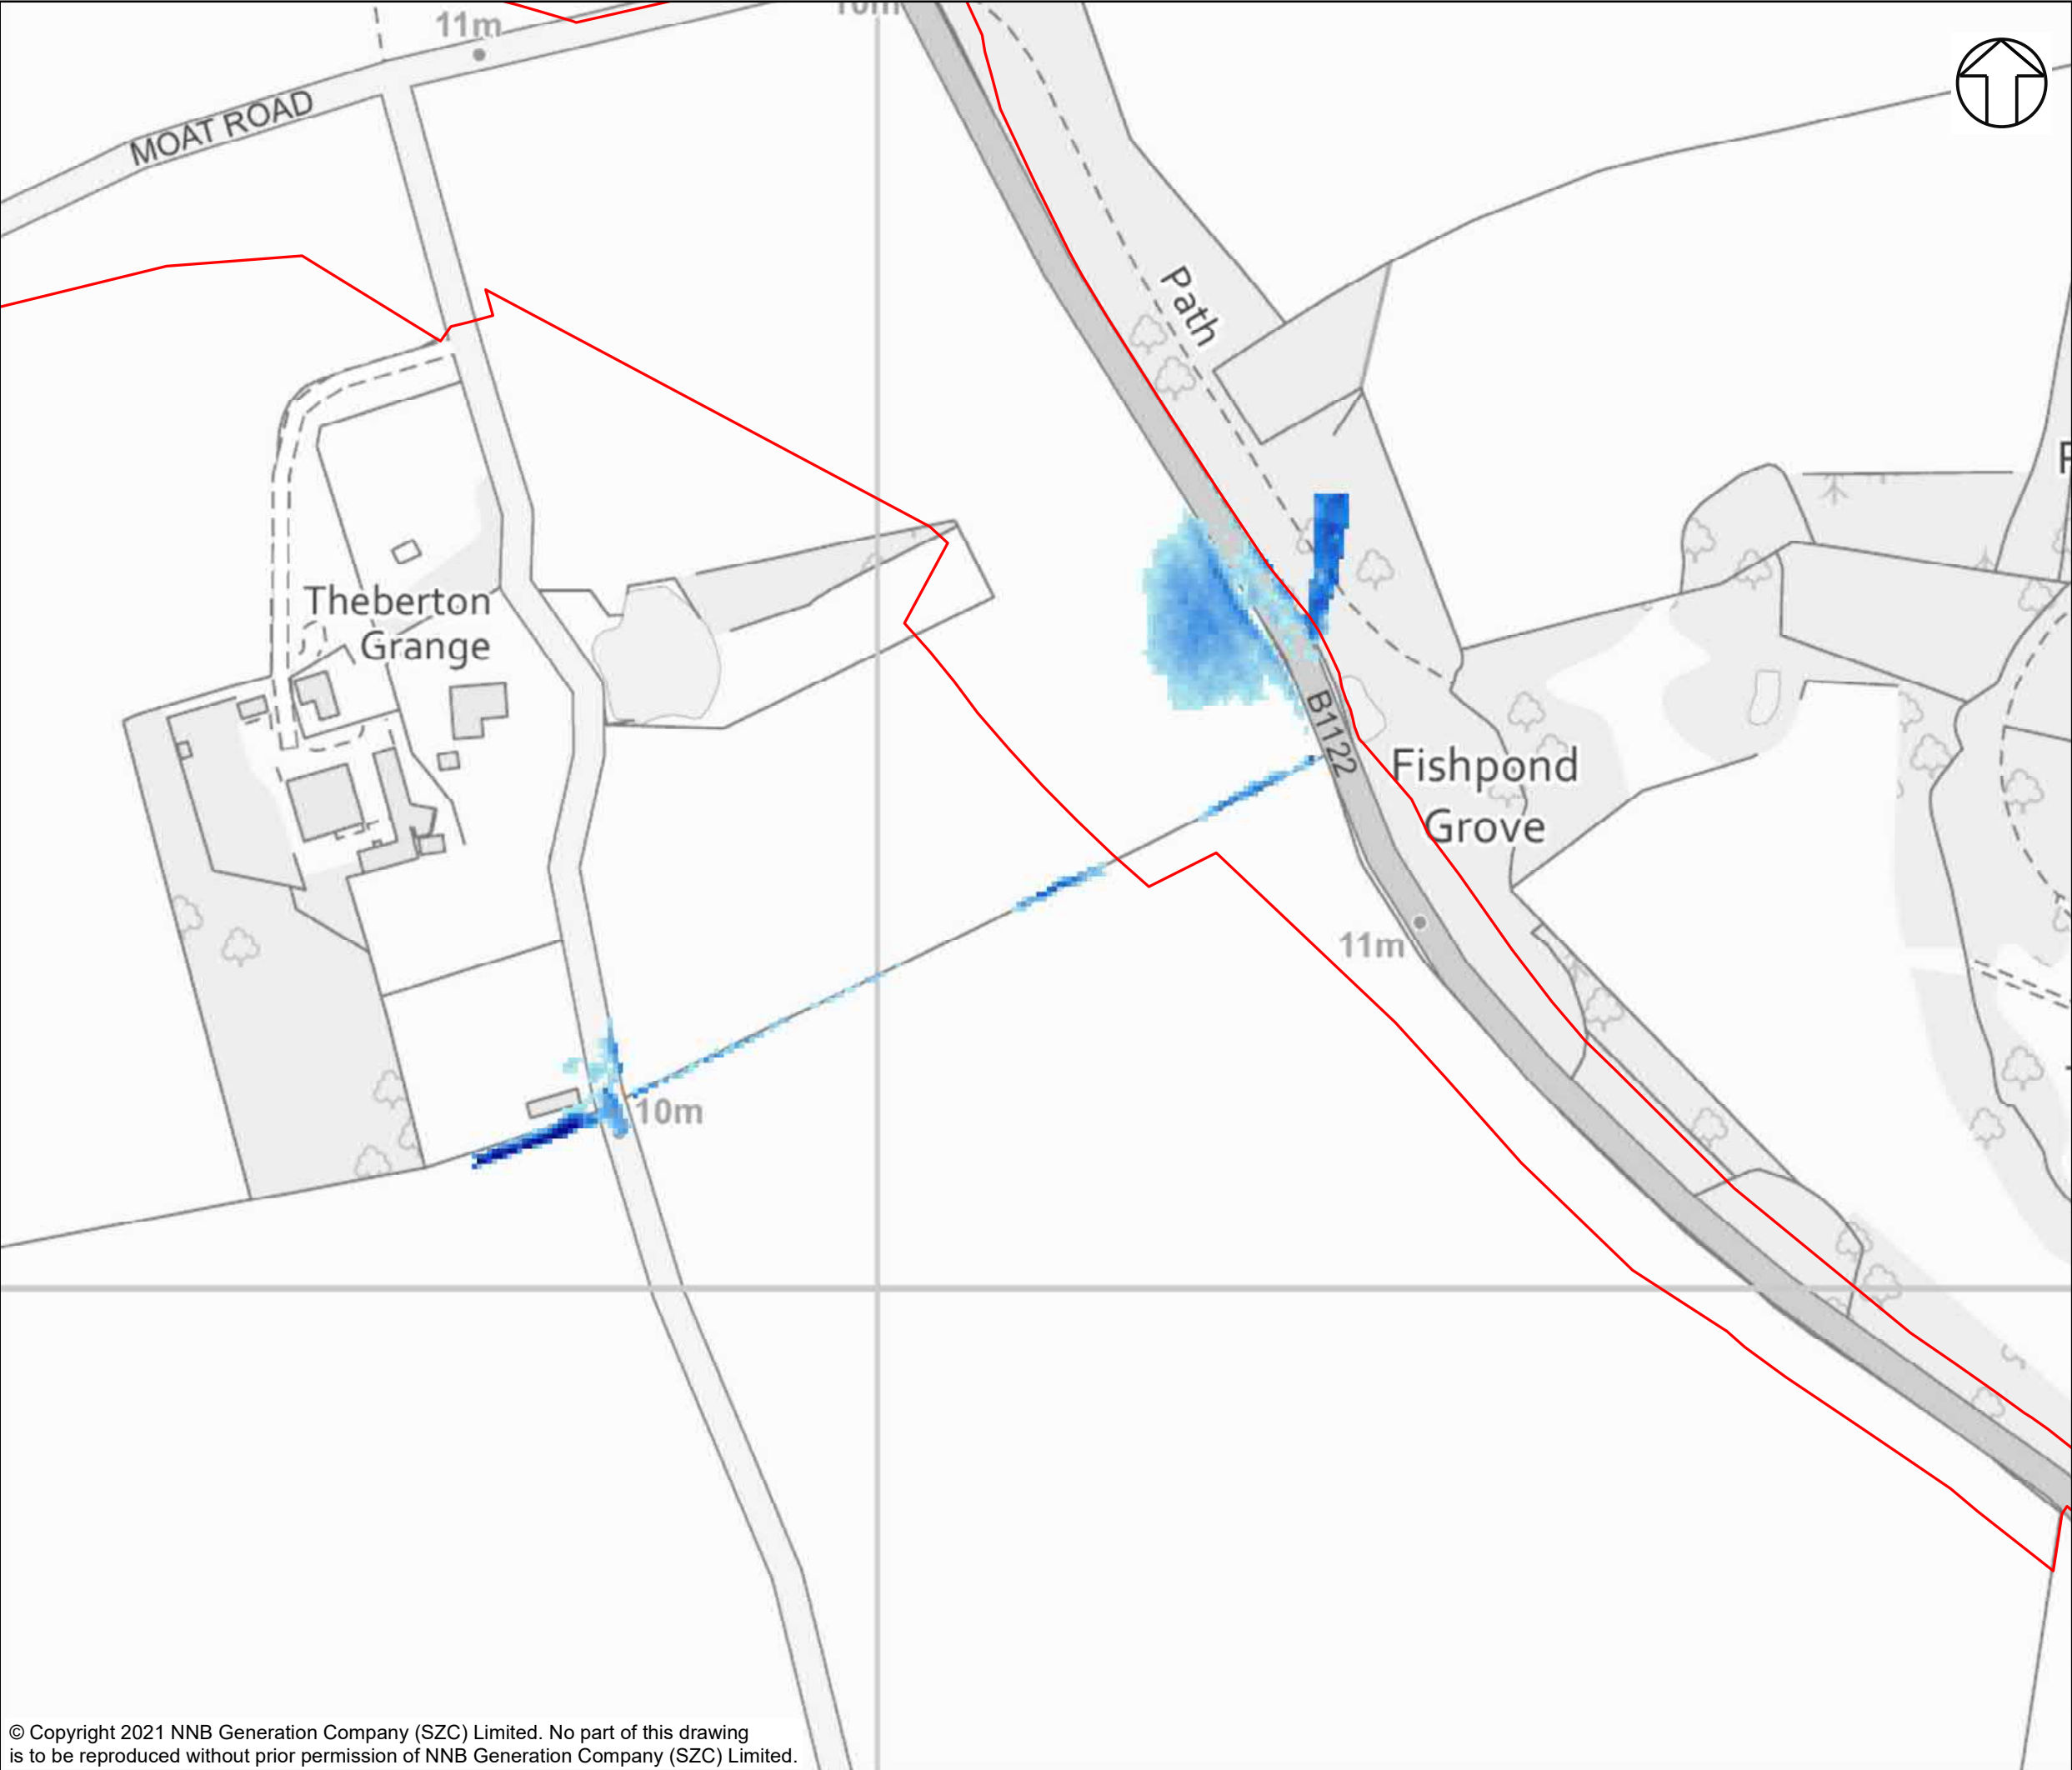 11m
MOAT ROAD
Path
Theberton
Grange
B1122
Fishpond
Grove
11m
10m
© Copyright 2021 NNB Generation Company (SZC) Limited. No part of this drawing
is to be reproduced without prior permission of NNB Generation Company (SZC) Limited.